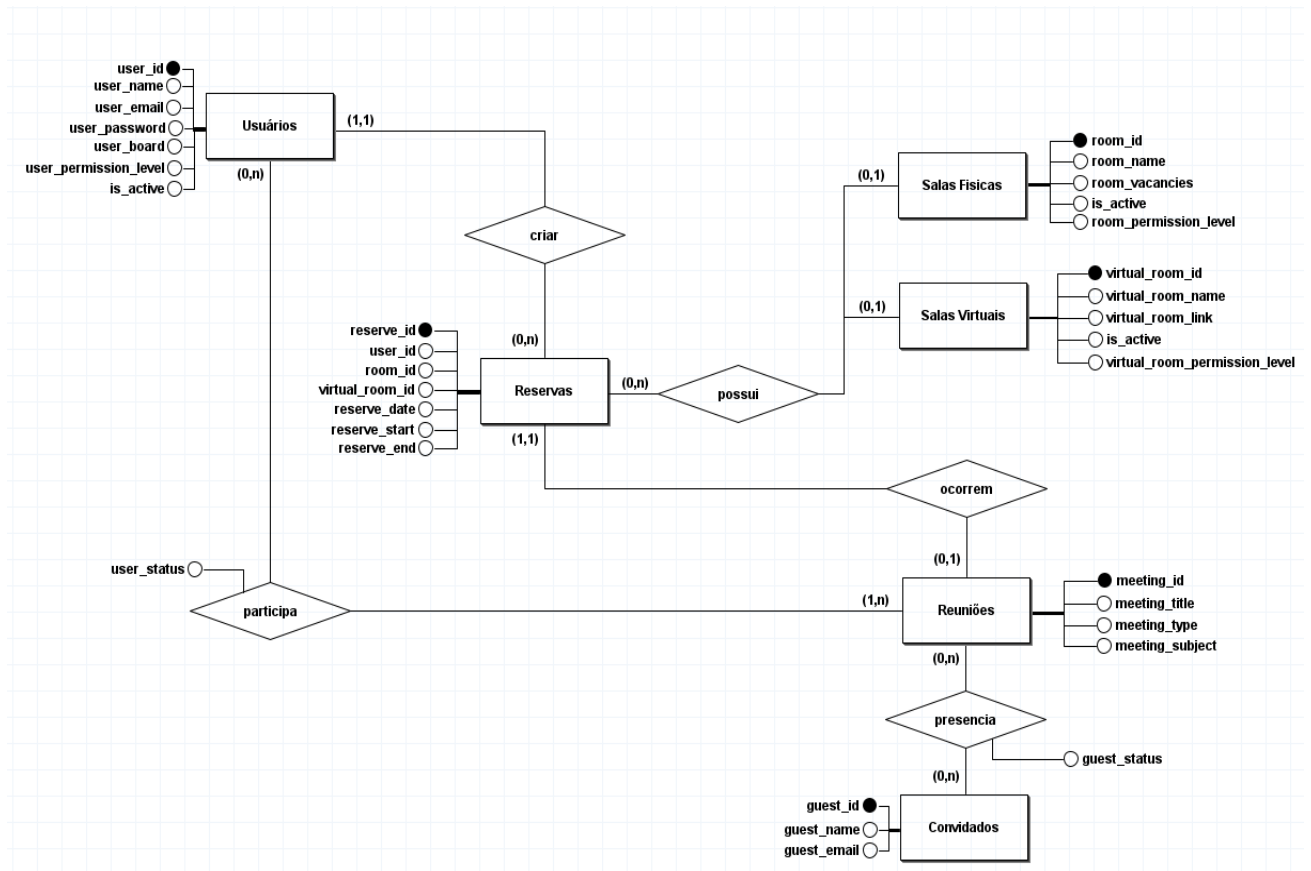 user_id
user_name
user_email
user_password
user_board
user_permission_level
is_active
Usuários
(1,1)
(0,n)
criar
(0,n)
reserve_id
user_id
room_id
virtual_room_id
reserve_date
reserve_start
reserve_end
Reservas
(0,n)
(1,1)
possui
(0,1)
Salas Fisicas
room_id
room_name
room_vacancies
is_active
room_permission_level
(0,1)
Salas Virtuais
virtual_room_id
virtual_room_name
virtual_room_link
is_active
virtual_room_permission_level
ocorrem
(0,1)
user_status
participa
(1,n)
Reuniões
meeting_id
meeting_title
meeting_type
meeting_subject
(0,n)
presencia
guest_status
(0,n)
guest_id
guest_name
guest_email
Convidados